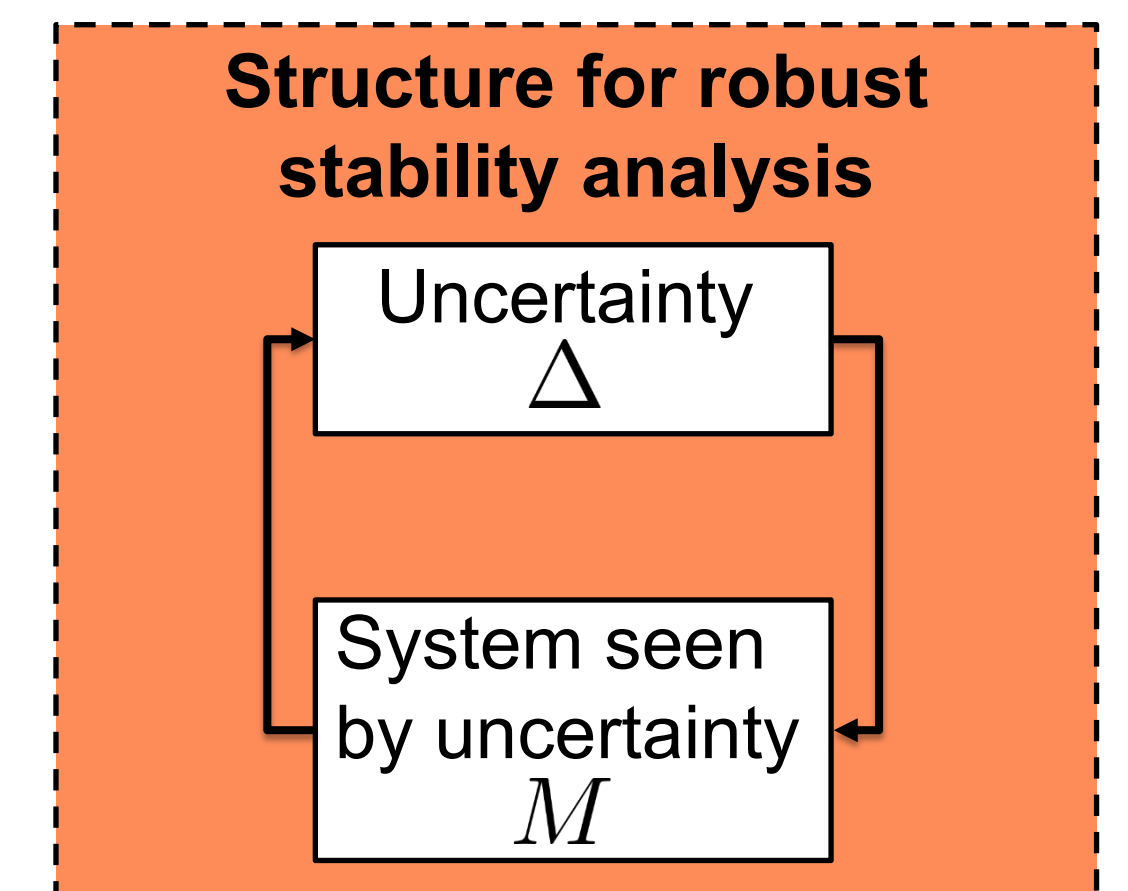 Structure for robust
stability analysis
Uncertainty
Δ
System seen
by uncertainty
M